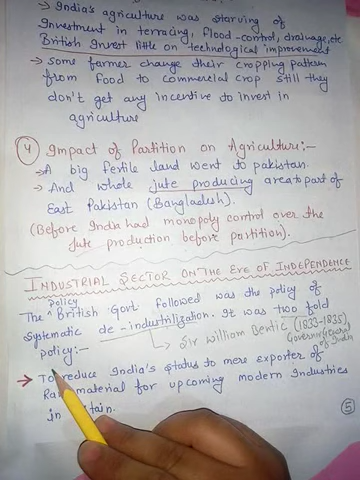 → India's agriculture was starving of
Investment in terracing, flood-control, drainage, etc
British Invest little on technological improvement
→ Some farmer change their cropping pattern
from food to commercial crop still they
don't get any incentive to invest in
agriculture
④ Impact of Partition on Agriculture:-
→ A big fertile land went to pakistan.
→ And whole jute producing area to part of
East Pakistan (Bangladesh).
(Before India had monopoly control over the
jute production before partition).
INDUSTRIAL SECTOR ON THE EVE OF INDEPENDENCE
The policy British Govt followed was the policy of
systematic de-industrilization. It was two fold
policy:-
Sir William Bentic (1833-1835)
Governor General of India
→ To reduce India's status to mere exporter of
Raw material for upcoming modern Industries
in
⑤